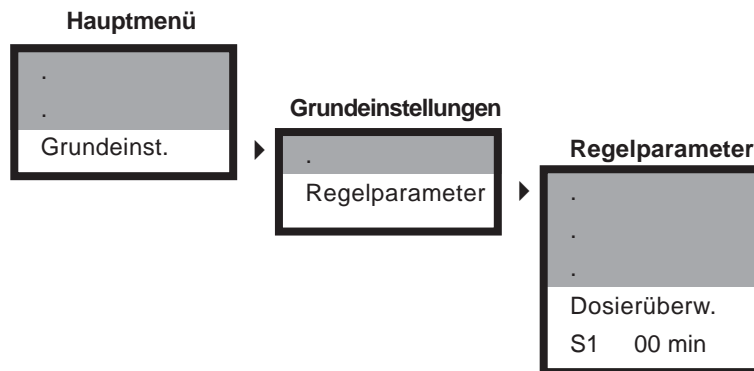 Hauptmenü
.
.
Grundeinst.
Grundeinstellungen
.
Regelparameter
Regelparameter
.
.
.
Dosierüberw.
S1 00 min